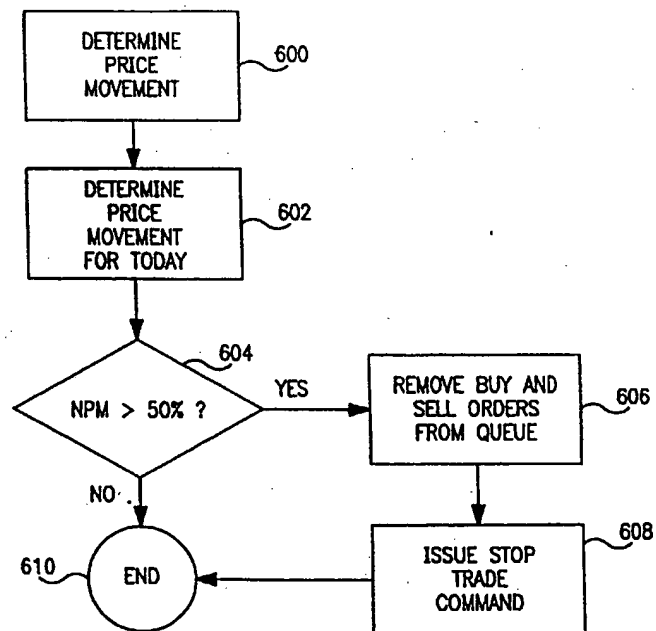 DETERMINE
PRICE
MOVEMENT
600
DETERMINE
PRICE
MOVEMENT
FOR TODAY
602
604
NPM > 50% ?
YES
REMOVE BUY AND
SELL ORDERS
FROM QUEUE
606
NO
610
END
ISSUE STOP
TRADE
COMMAND
608